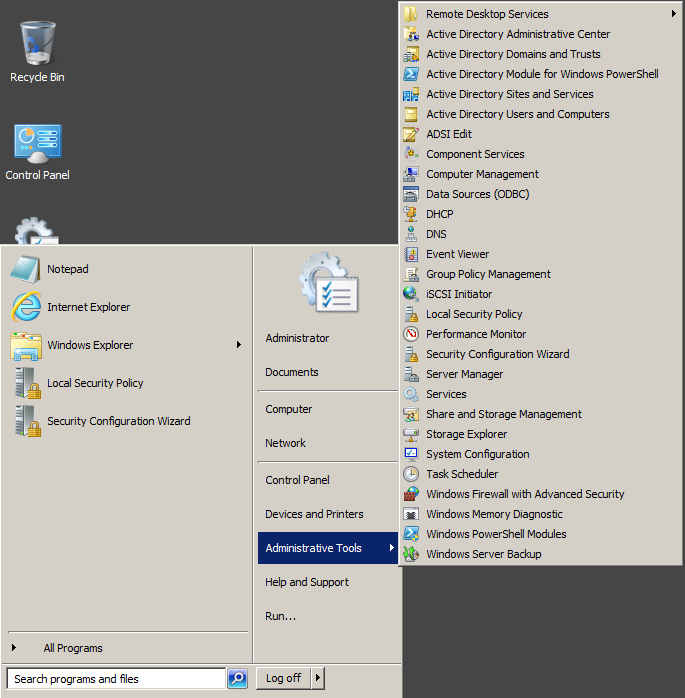 Recycle Bin
Control Panel
Notepad
Internet Explorer
Windows Explorer
Local Security Policy
Security Configuration Wizard
All Programs
Search programs and files
Administrator
Documents
Computer
Network
Control Panel
Devices and Printers
Administrative Tools
Help and Support
Run...
Log off
Remote Desktop Services
Active Directory Administrative Center
Active Directory Domains and Trusts
Active Directory Module for Windows PowerShell
Active Directory Sites and Services
Active Directory Users and Computers
ADSI Edit
Component Services
Computer Management
Data Sources (ODBC)
DHCP
DNS
Event Viewer
Group Policy Management
iSCSI Initiator
Local Security Policy
Performance Monitor
Security Configuration Wizard
Server Manager
Services
Share and Storage Management
Storage Explorer
System Configuration
Task Scheduler
Windows Firewall with Advanced Security
Windows Memory Diagnostic
Windows PowerShell Modules
Windows Server Backup